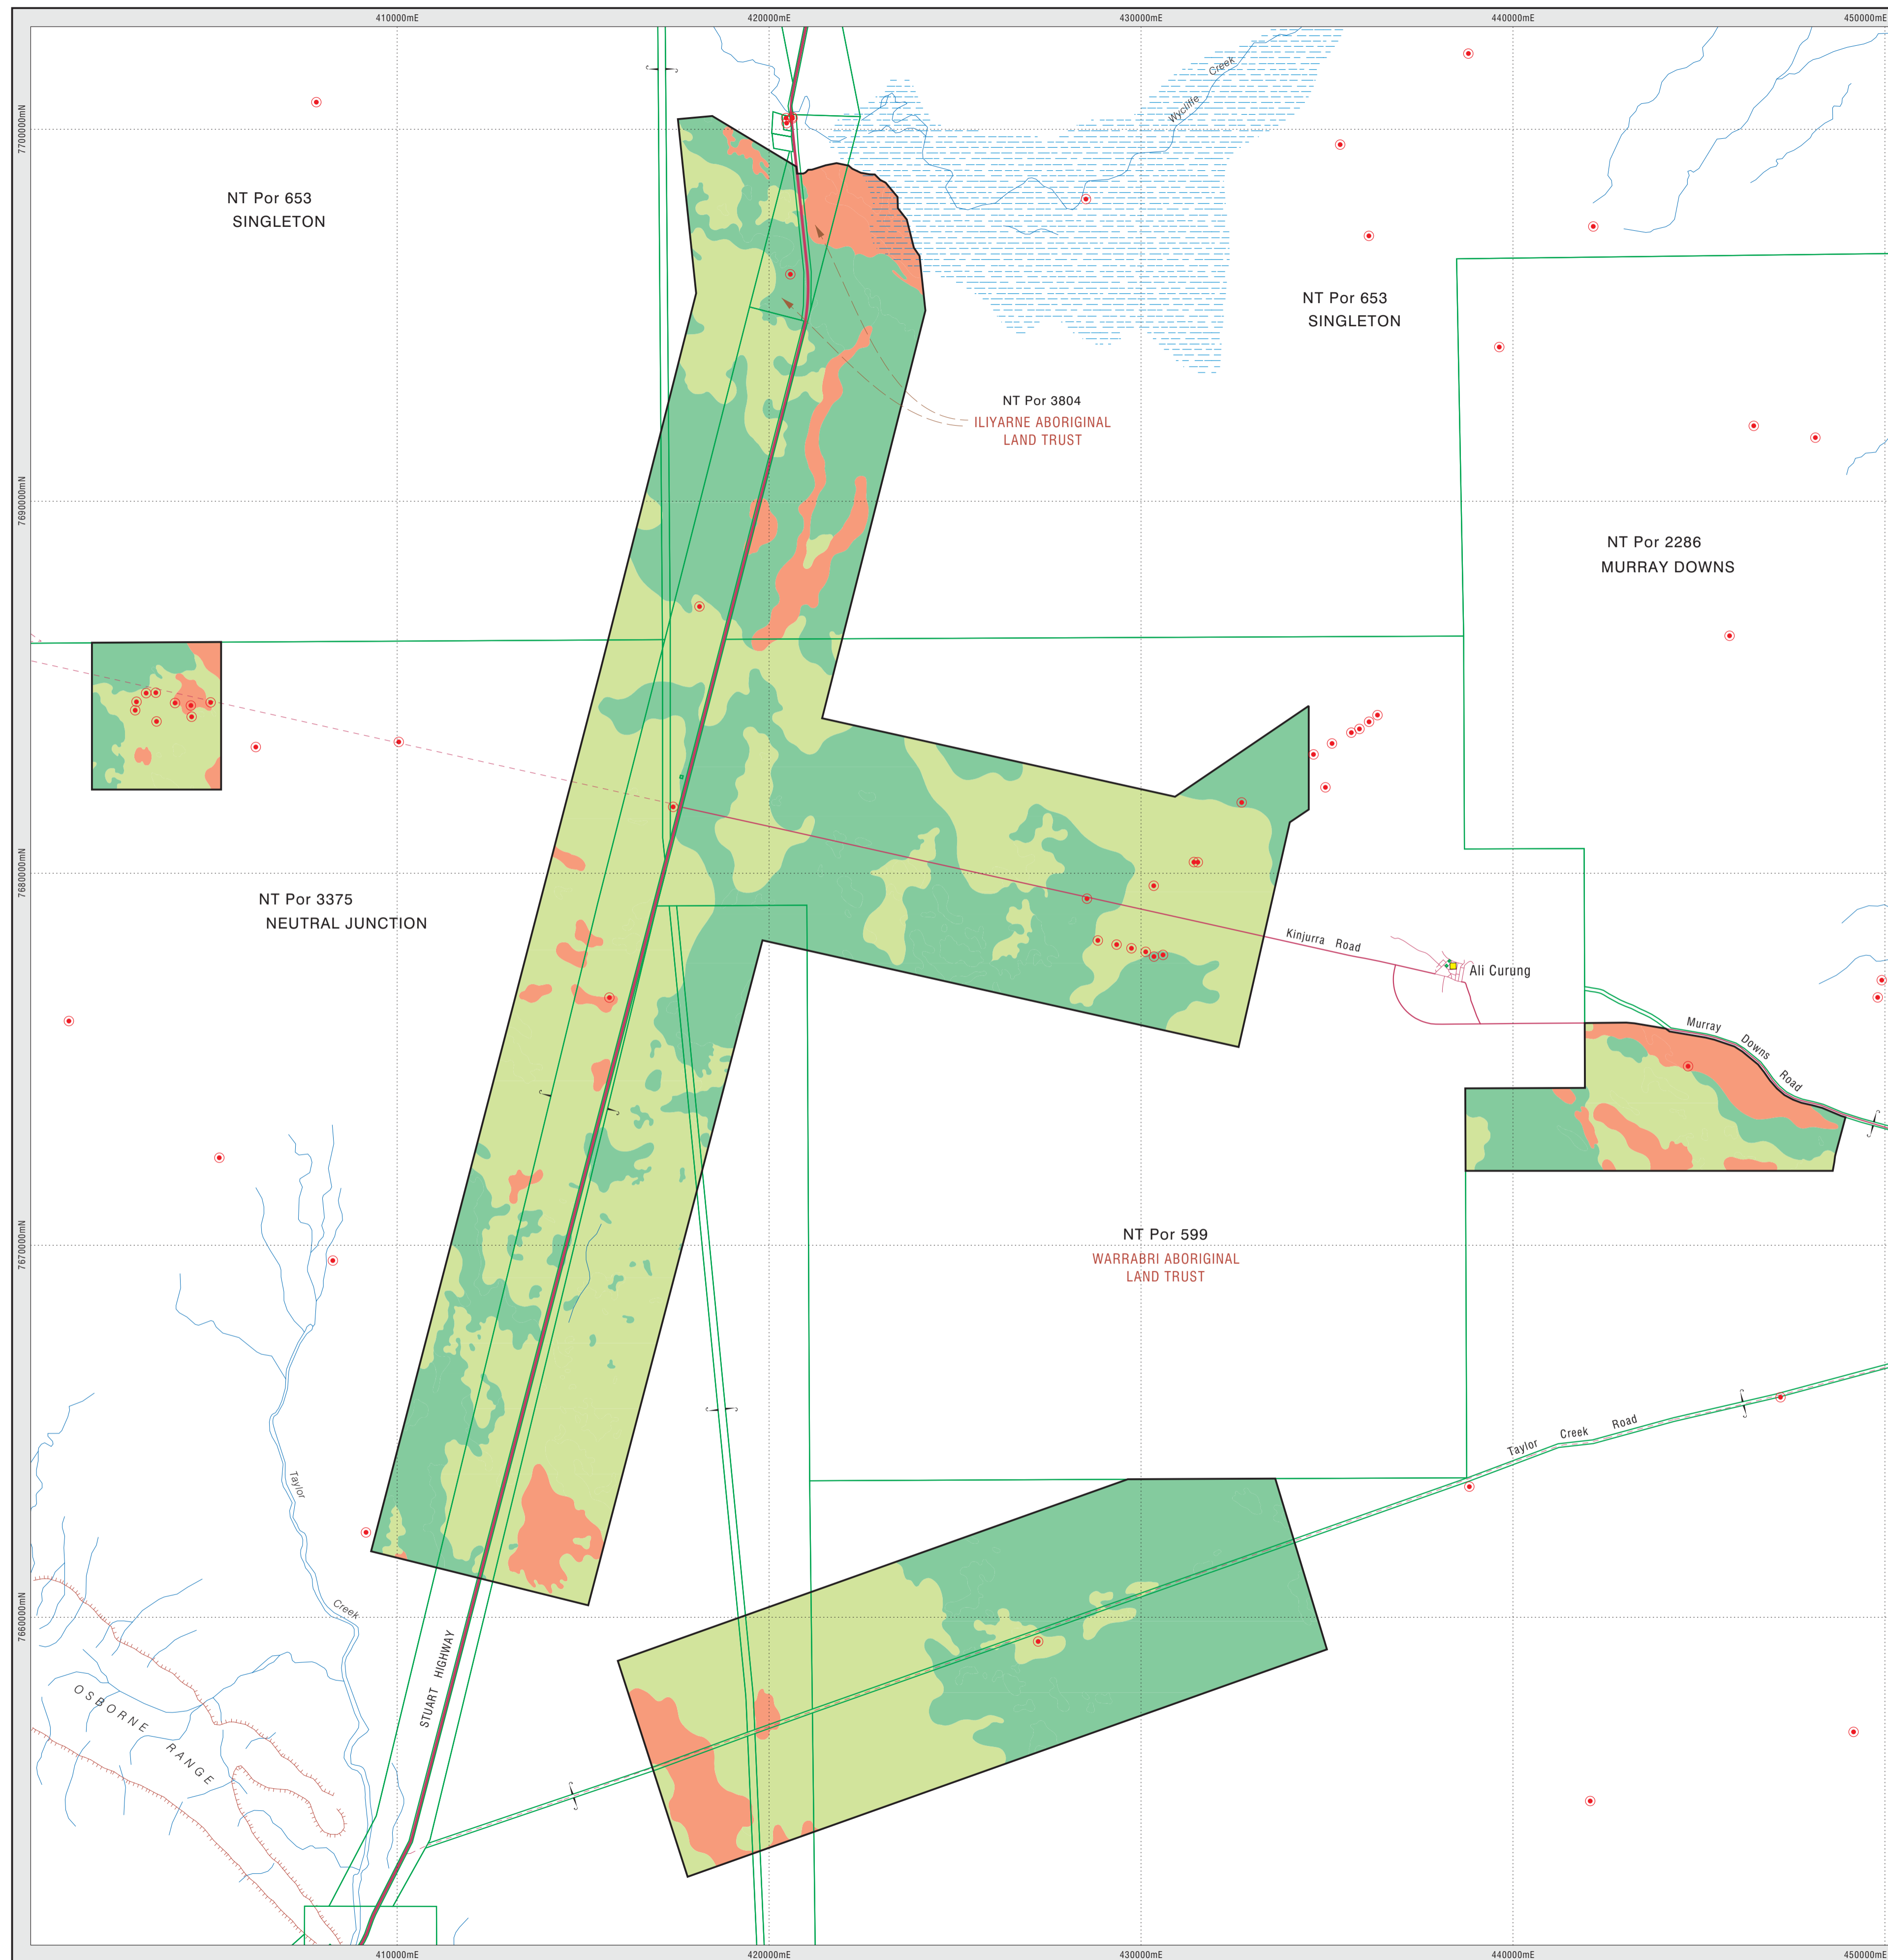 410000mE
420000mE
430000mE
440000mE
450000mE
7700000mN
Creek
Wycliffe
NT Por 653
SINGLETON
NT Por 653
SINGLETON
NT Por 3804
ILIYARNE ABORIGINAL
LAND TRUST
7690000mN
NT Por 2286
MURRAY DOWNS
7680000mN
NT Por 3375
NEUTRAL JUNCTION
Kinjurra Road
Ali Curung
Murray Downs Road
7670000mN
NT Por 599
WARRABRI ABORIGINAL
LAND TRUST
Taylor Creek Road
Taylor
Creek
7660000mN
STUART HIGHWAY
OSBORNE
RANGE
410000mE
420000mE
430000mE
440000mE
450000mE